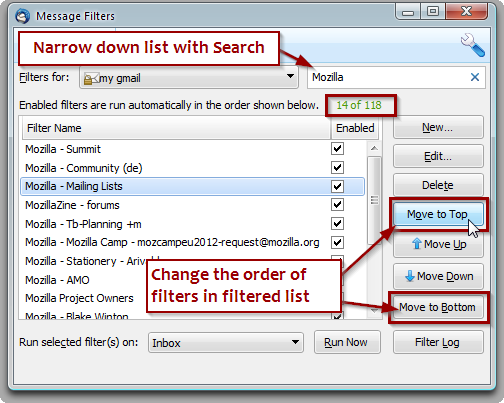 Message Filters
Narrow down list with Search
Filters for: my gmail Mozilla
Enabled filters are run automatically in the order shown below. 14 of 118
Filter Name Enabled
Mozilla - Summit
Mozilla - Community (de)
Mozilla - Mailing Lists
MozillaZine - forums
Mozilla - Tb-Planning +m
Mozilla - Mozilla Camp - mozcampeu2012-request@mozilla.org
Mozilla - Stationery - Ari
Mozilla - AMO
Mozilla Project Owners
Mozilla - Blake Winton
New...
Edit...
Delete
Move to Top
Move Up
Move Down
Move to Bottom
Change the order of
filters in filtered list
Run selected filter(s) on: Inbox Run Now Filter Log